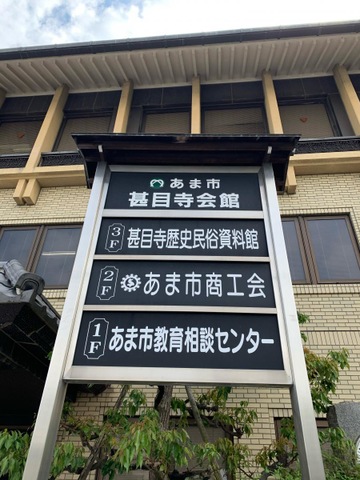 あま市
甚目寺会館
3F 甚目寺歴史民俗資料館
2F あま市商工会
1F あま市教育相談センター